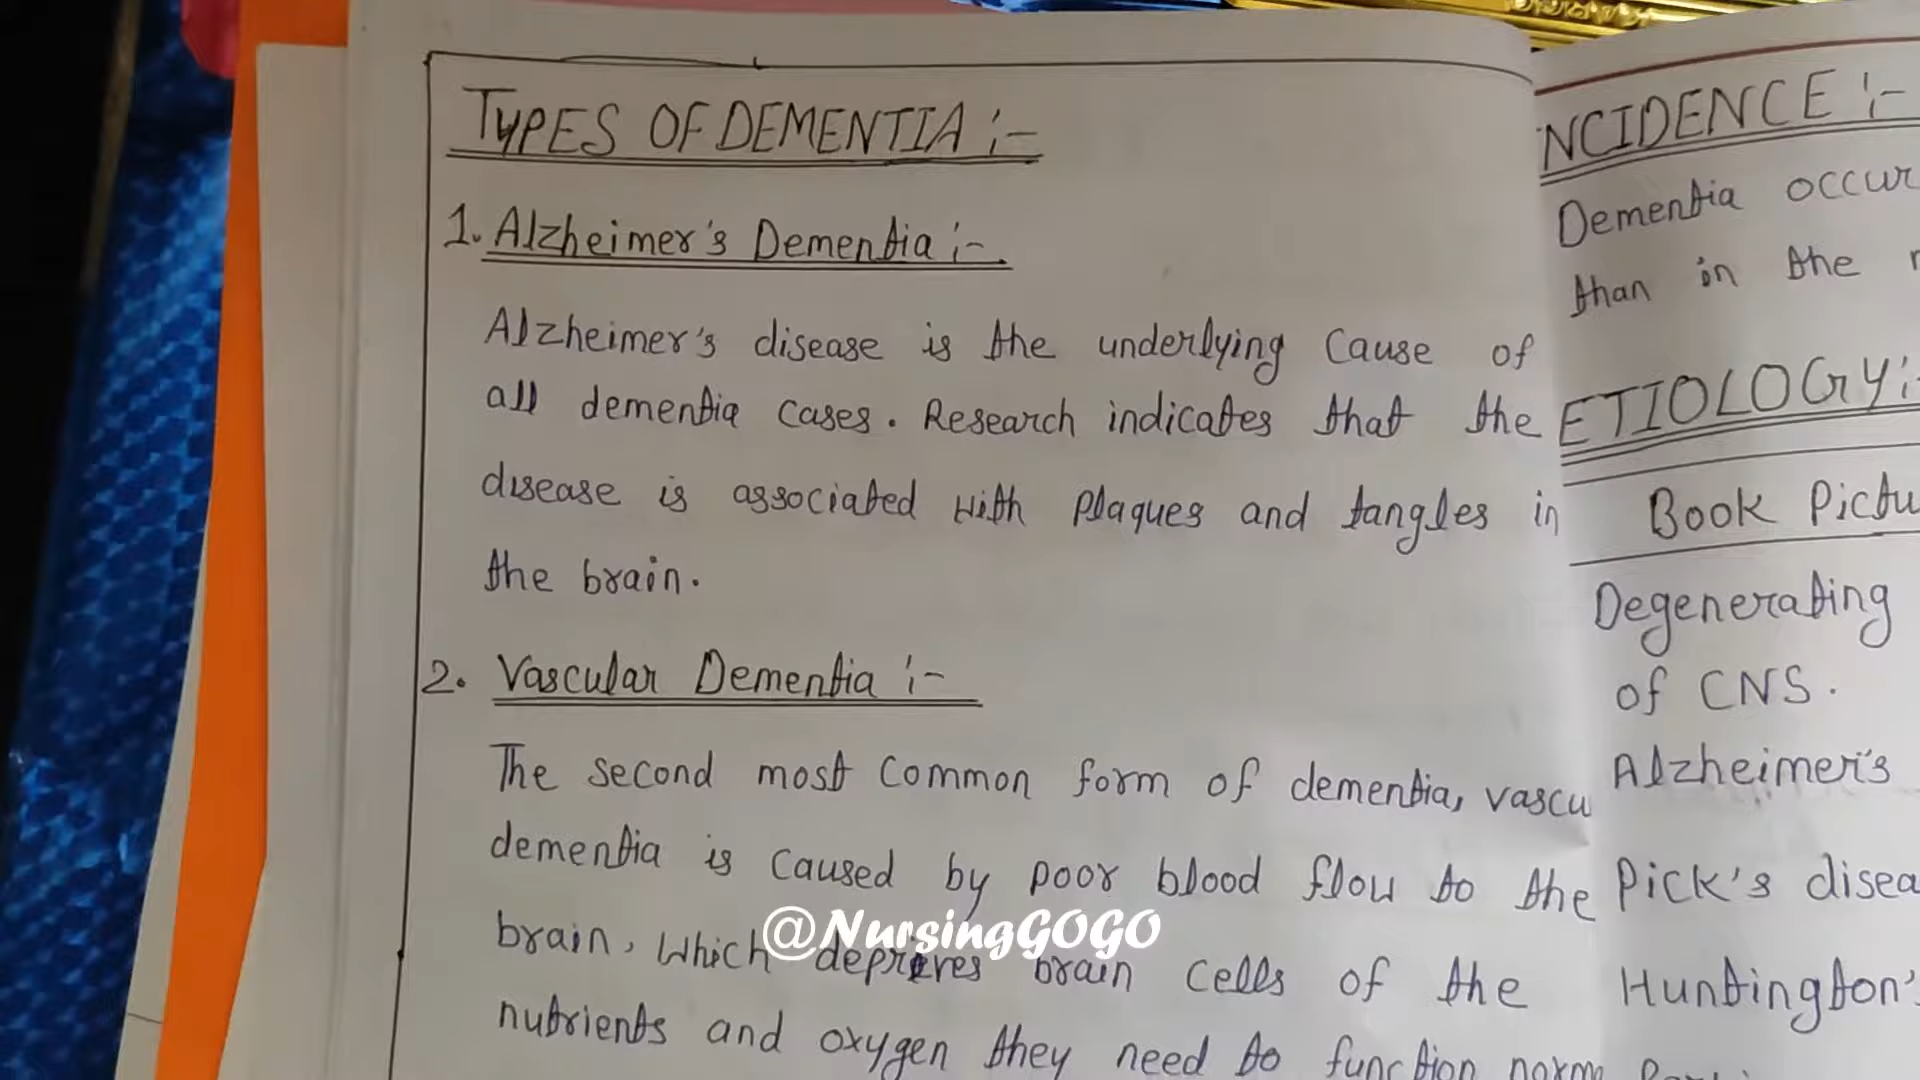 TYPES OF DEMENTIA :-
1. Alzheimer's Dementia :-
Alzheimer's disease is the underlying cause of
all dementia cases. Research indicates that the
disease is associated with plaques and tangles in
the brain.
2. Vascular Dementia :-
The second most common form of dementia, vascu
dementia is caused by poor blood flow to the
brain, which deprives brain cells of the
nutrients and oxygen they need to function norm
@NursingGOGO
NCIDENCE :-
Dementia occur
than in the
ETIOLOGY :-
Book Pictu
Degenerating
of CNS.
Alzheimer's
Pick's disea
Huntington's